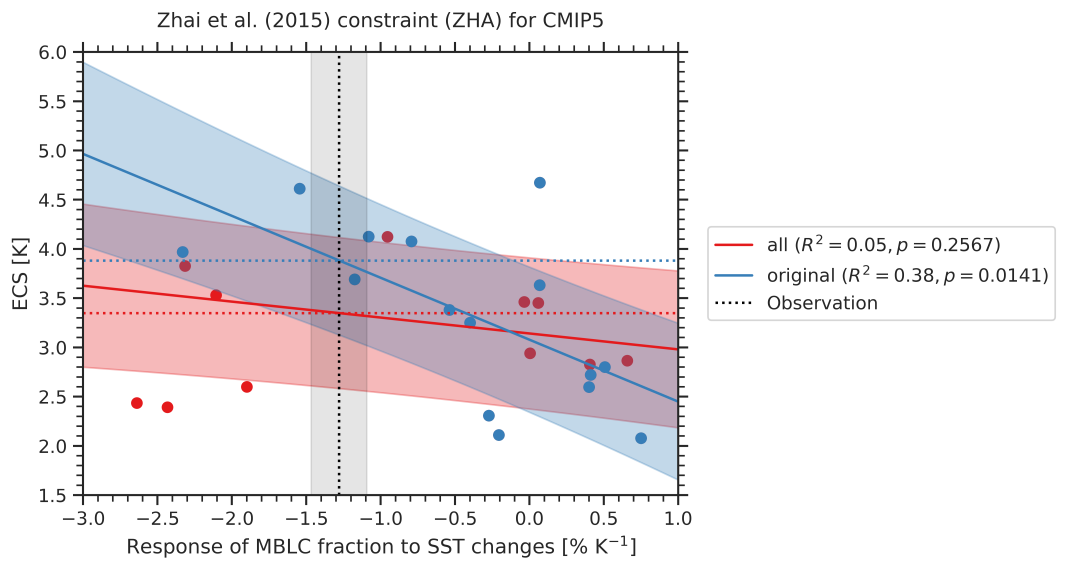 Zhai et al. (2015) constraint (ZHA) for CMIP5
ECS [K]
6.0
5.5
5.0
4.5
4.0
3.5
3.0
2.5
2.0
1.5
−3.0 −2.5 −2.0 −1.5 −1.0 −0.5 0.0 0.5 1.0
Response of MBLC fraction to SST changes [% K⁻¹]
all (R² = 0.05, p = 0.2567)
original (R² = 0.38, p = 0.0141)
Observation